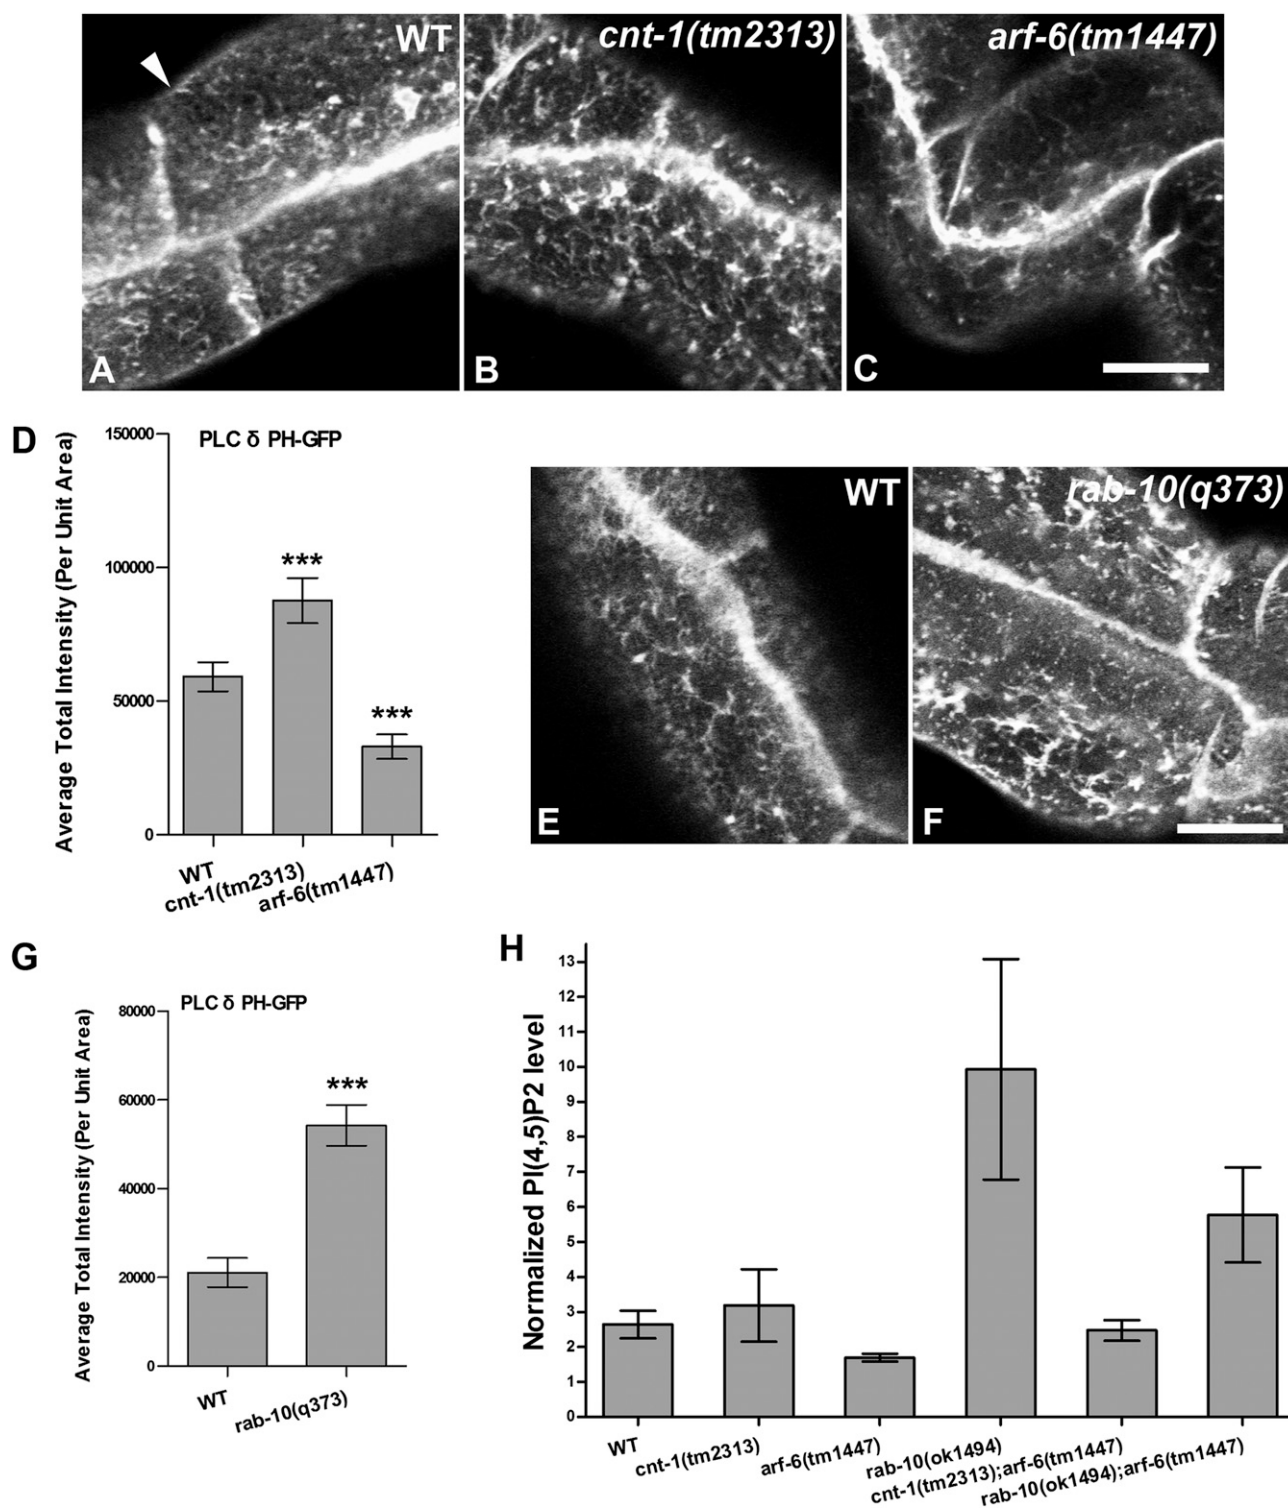 WT
cnt-1(tm2313)
arf-6(tm1447)
A
B
C
D
PLC δ PH-GFP
Average Total Intensity (Per Unit Area)
150000
100000
50000
0
***
***
WT
cnt-1(tm2313)
arf-6(tm1447)
WT
rab-10(q373)
E
F
G
PLC δ PH-GFP
Average Total Intensity (Per Unit Area)
80000
60000
40000
20000
0
***
WT
rab-10(q373)
H
Normalized PI(4,5)P2 level
13
12
11
10
9
8
7
6
5
4
3
2
1
0
WT
cnt-1(tm2313)
arf-6(tm1447)
rab-10(ok1494)
cnt-1(tm2313);arf-6(tm1447)
rab-10(ok1494);arf-6(tm1447)